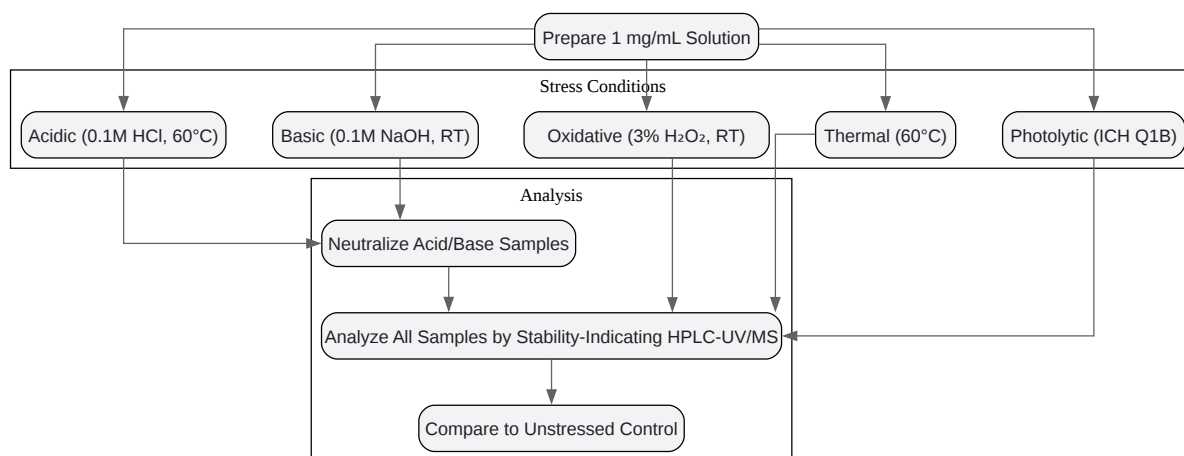 Prepare 1 mg/mL Solution
Stress Conditions
Acidic (0.1M HCl, 60°C)
Basic (0.1M NaOH, RT)
Oxidative (3% H₂O₂, RT)
Thermal (60°C)
Photolytic (ICH Q1B)
Analysis
Neutralize Acid/Base Samples
Analyze All Samples by Stability-Indicating HPLC-UV/MS
Compare to Unstressed Control